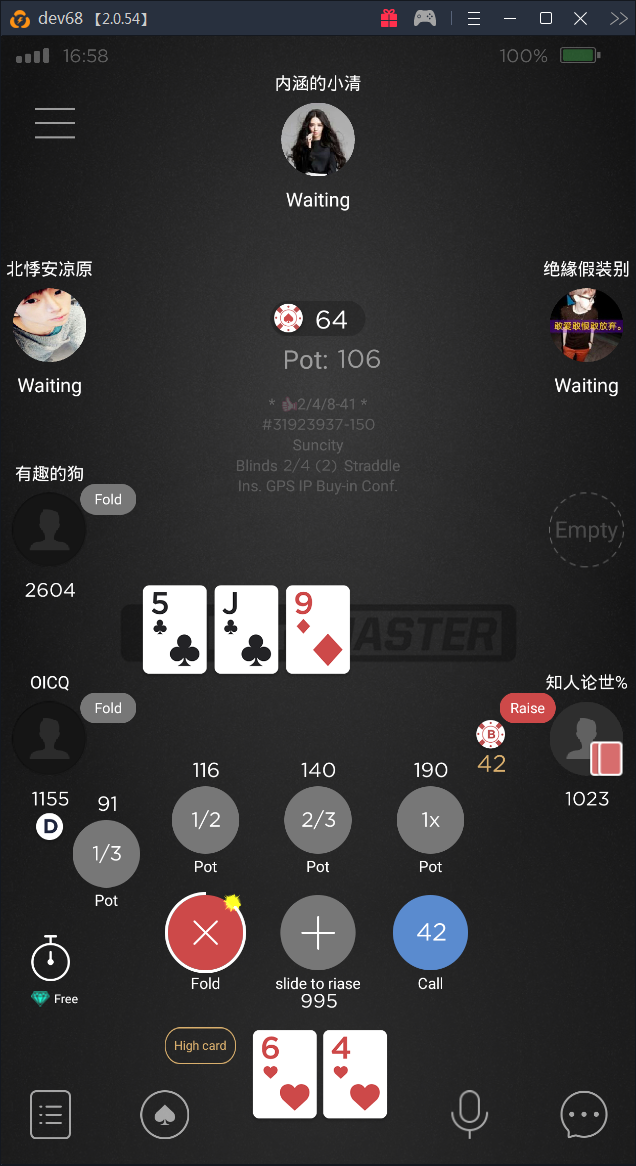 dev68 【2.0.54】
16:58
100%
内涵的小清
Waiting
北悸安凉原
绝緣假装别
敢爱敢恨敢放弃。
Waiting
Waiting
64
Pot: 106
* 2/4/8-41 *
#31923937-150
Suncity
Blinds 2/4 (2) Straddle
Ins. GPS IP Buy-in Conf.
有趣的狗
Fold
Empty
2604
5
J
9
OICQ
Fold
知人论世%
Raise
B
42
1155
1023
D
91
1/3
Pot
116
1/2
Pot
140
2/3
Pot
190
1x
Pot
Free
Fold
slide to riase
995
42
Call
High card
6
4